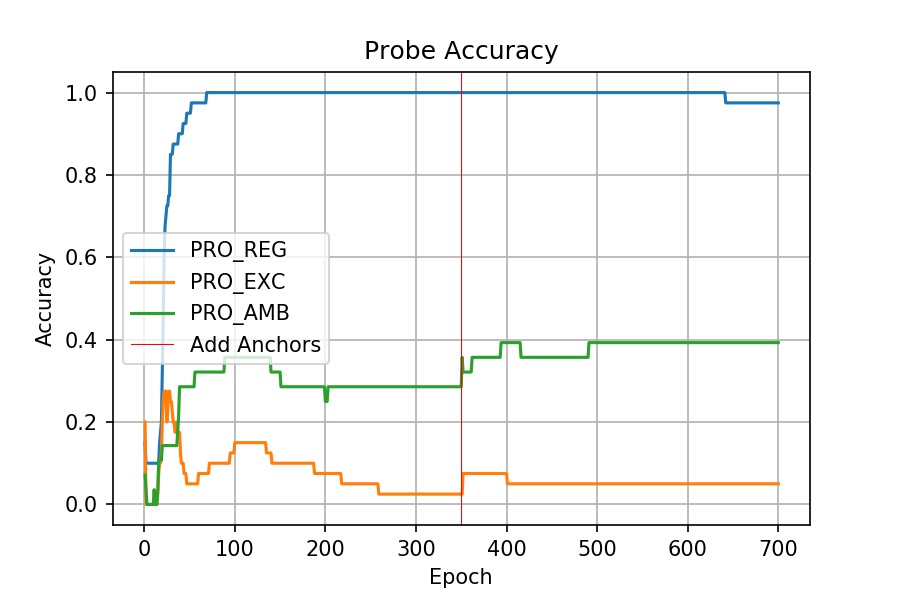 Probe Accuracy
Accuracy
1.0
0.8
0.6
0.4
0.2
0.0
PRO_REG
PRO_EXC
PRO_AMB
Add Anchors
0 100 200 300 400 500 600 700
Epoch